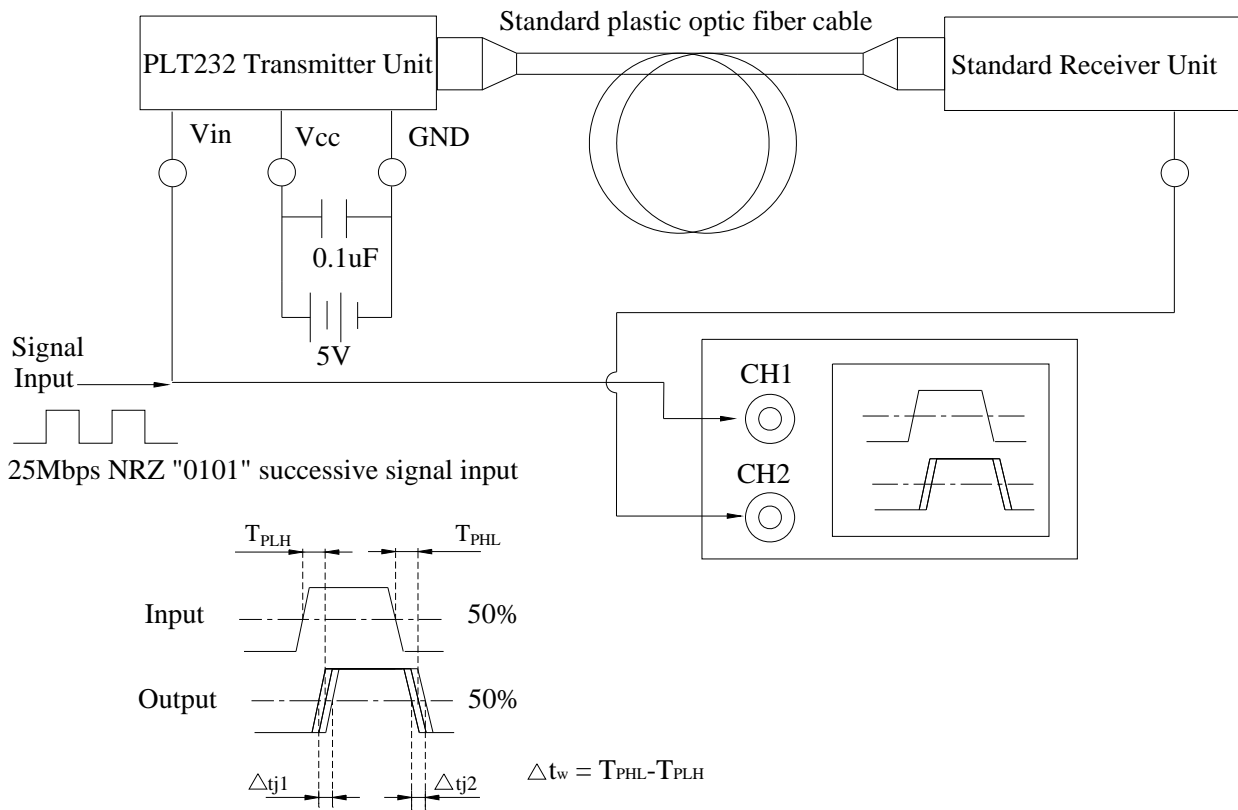 Standard plastic optic fiber cable
PLT232 Transmitter Unit
Standard Receiver Unit
Vin
Vcc
GND
0.1uF
5V
Signal
Input
CH1
CH2
25Mbps NRZ "0101" successive signal input
TPLH
TPHL
Input
50%
Output
50%
△tj1
△tj2
△tw = TPHL-TPLH